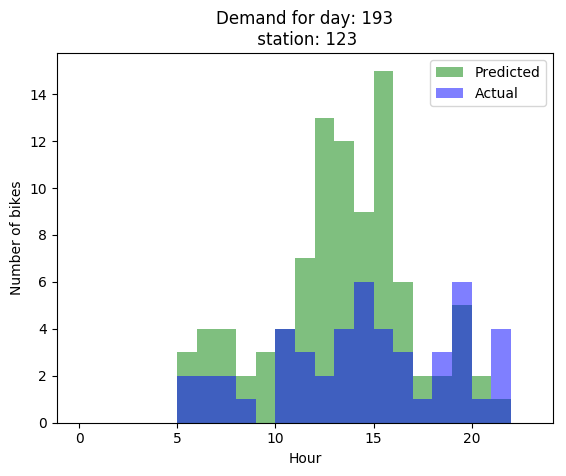 Demand for day: 193
station: 123
Predicted
Actual
14
12
10
8
6
4
2
0
Number of bikes
0 5 10 15 20
Hour